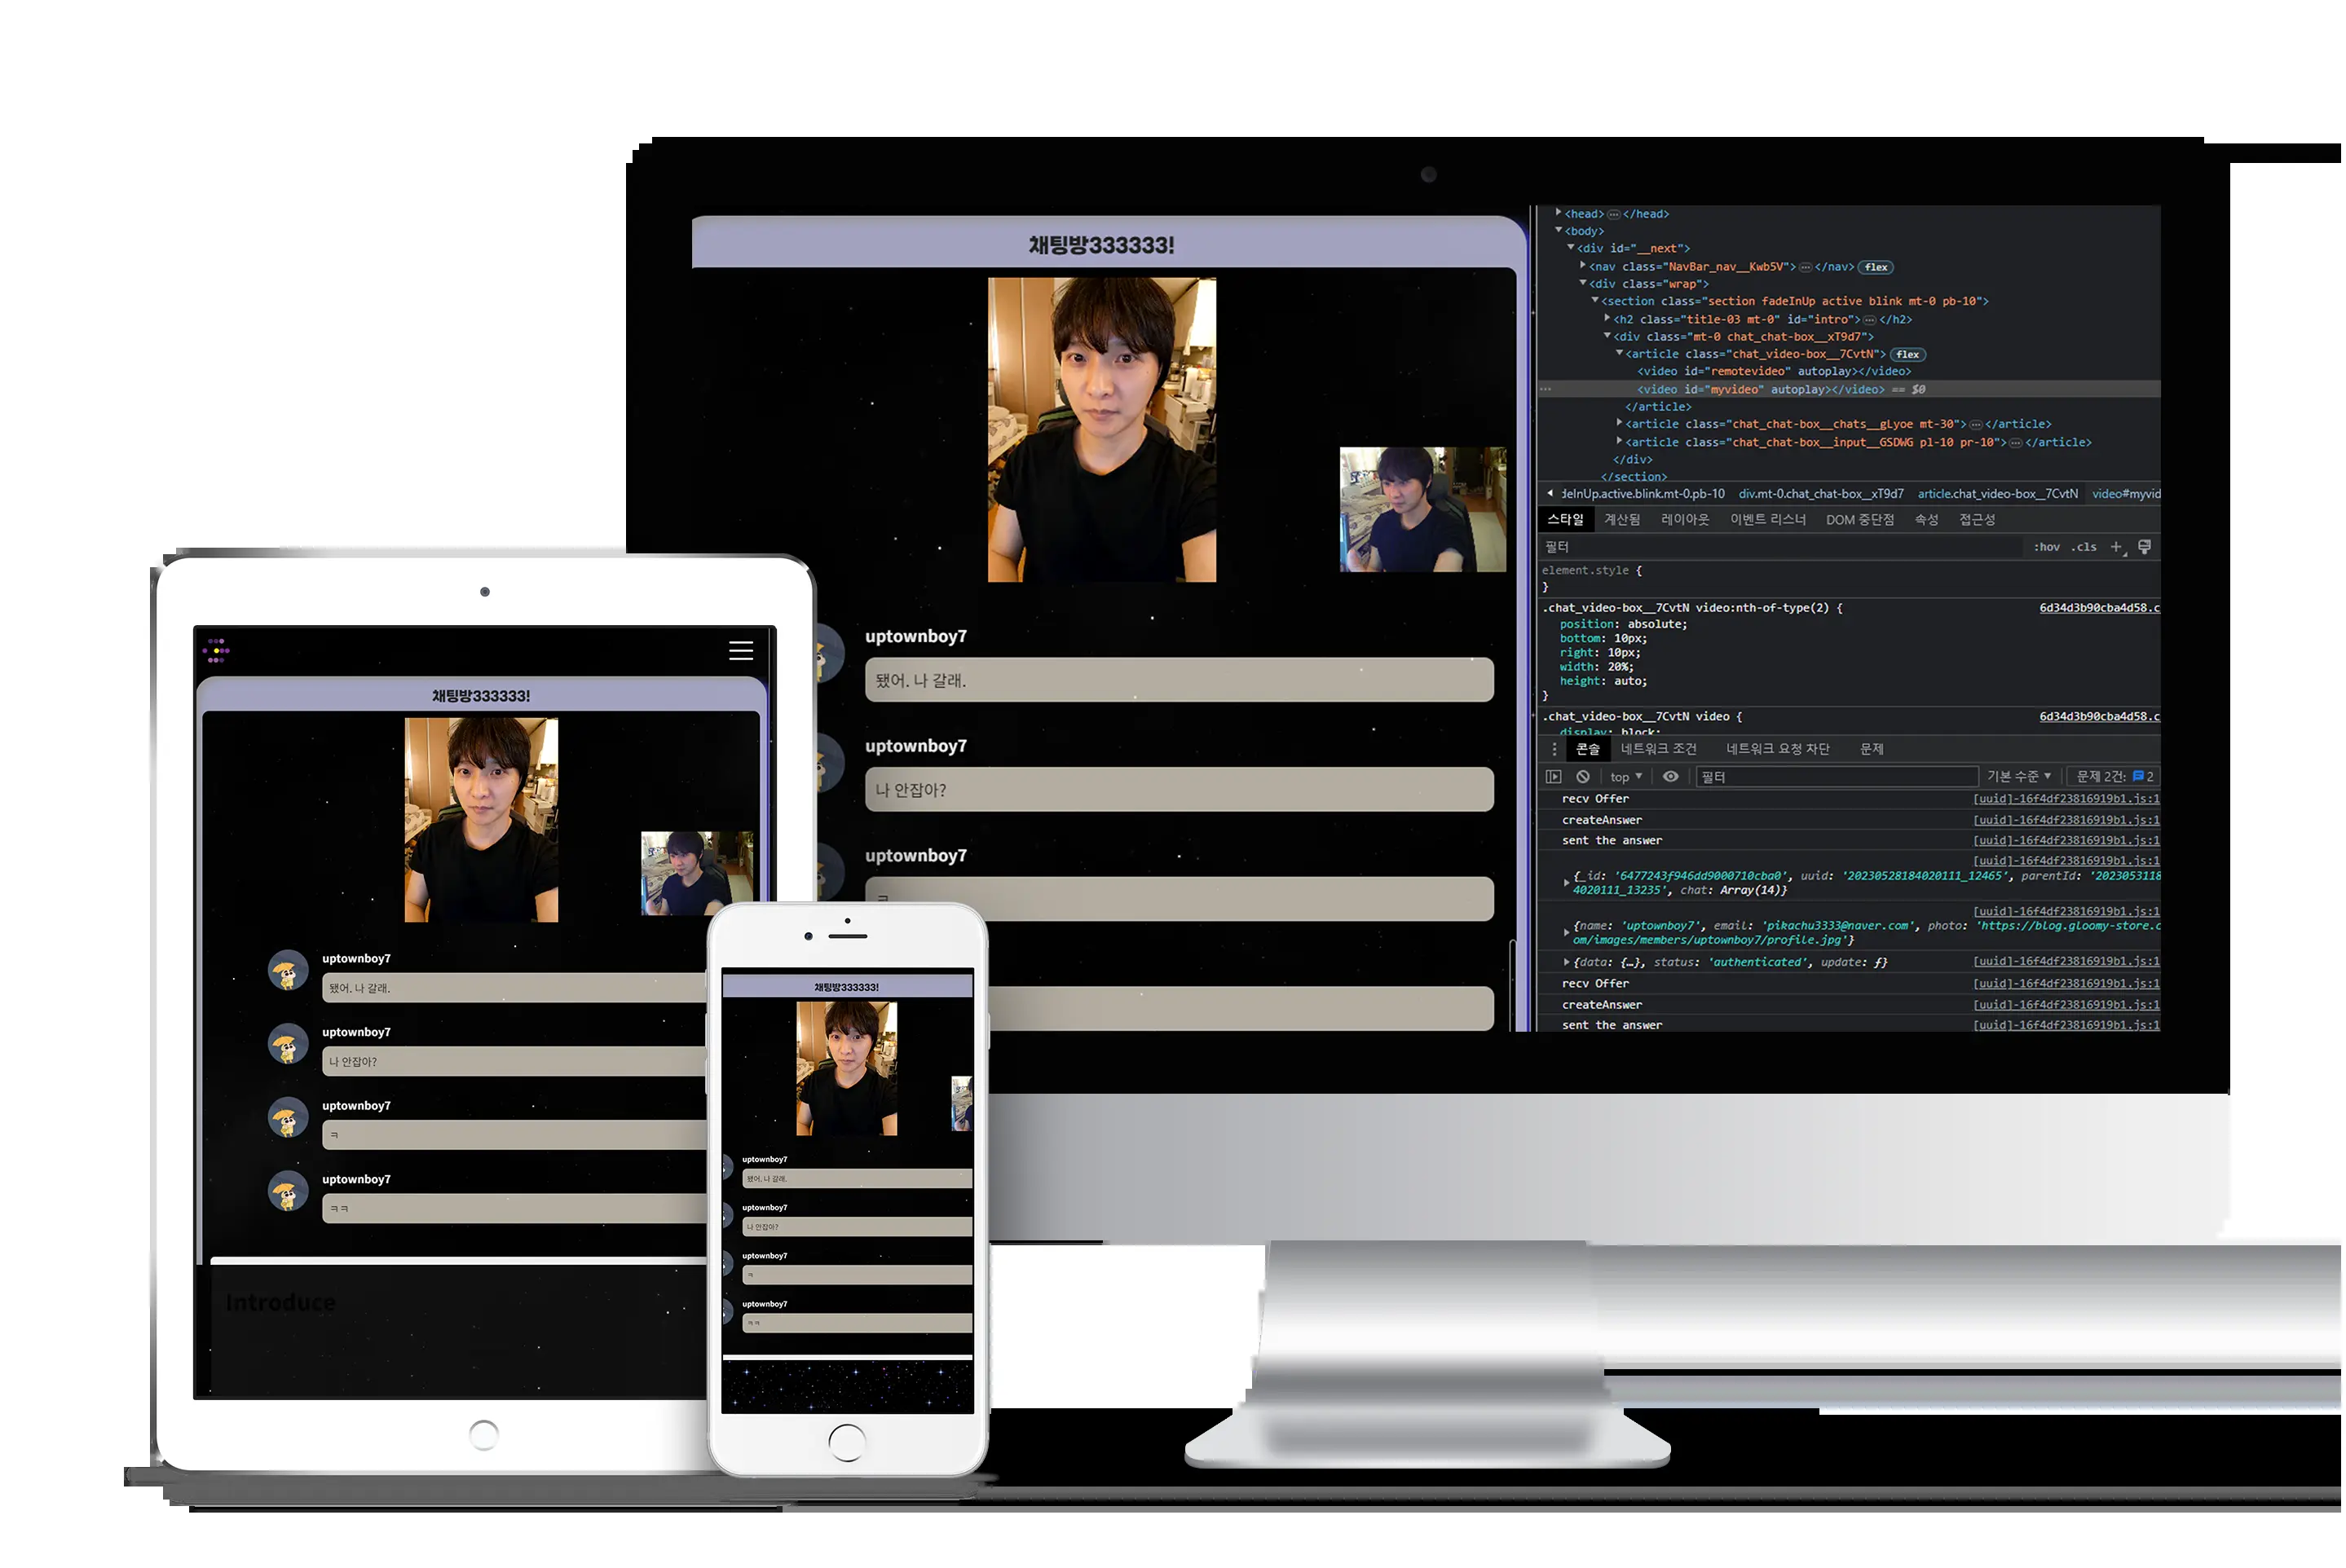 채팅방333333!
uptownboy7
됐어. 나 갈래.
uptownboy7
나 안잡아?
uptownboy7
ㅋ
<head>⋯</head>
<body>
<div id="__next">
<nav class="NavBar_nav__Kwb5V">⋯</nav> flex
<div class="wrap">
<section class="section fadeInUp active blink mt-0 pb-10">
<h2 class="title-03 mt-0" id="intro">⋯</h2>
<div class="mt-0 chat_chat-box__xT9d7">
<article class="chat_video-box__7CvtN"> flex
<video id="remotevideo" autoplay></video>
<video id="myvideo" autoplay></video> == $0
</article>
<article class="chat_chat-box__chats__gLyoe mt-30">⋯</article>
<article class="chat_chat-box__input__GSDWG pl-10 pr-10">⋯</article>
</div>
</section>
deInUp.active.blink.mt-0.pb-10 div.mt-0.chat_chat-box__xT9d7 article.chat_video-box__7CvtN video#myvid
스타일 계산됨 레이아웃 이벤트 리스너 DOM 중단점 속성 접근성
필터 :hov .cls +
element.style {
}
.chat_video-box__7CvtN video:nth-of-type(2) { 6d34d3b90cba4d58.c
position: absolute;
bottom: 10px;
right: 10px;
width: 20%;
height: auto;
}
.chat_video-box__7CvtN video { 6d34d3b90cba4d58.c
display: block;
콘솔 네트워크 조건 네트워크 요청 차단 문제
top ▼ 필터 기본 수준 ▼ 문제 2건: 2
recv Offer [uuid]-16f4df23816919b1.js:1
createAnswer [uuid]-16f4df23816919b1.js:1
sent the answer [uuid]-16f4df23816919b1.js:1
[uuid]-16f4df23816919b1.js:1
{_id: '6477243f946dd9000710cba0', uuid: '20230528184020111_12465', parentId: '2023053118
4020111_13235', chat: Array(14)}
[uuid]-16f4df23816919b1.js:1
{name: 'uptownboy7', email: 'pikachu3333@naver.com', photo: 'https://blog.gloomy-store.c
om/images/members/uptownboy7/profile.jpg'}
{data: {…}, status: 'authenticated', update: ƒ} [uuid]-16f4df23816919b1.js:1
recv Offer [uuid]-16f4df23816919b1.js:1
createAnswer [uuid]-16f4df23816919b1.js:1
sent the answer [uuid]-16f4df23816919b1.js:1
채팅방333333!
uptownboy7
됐어. 나 갈래.
uptownboy7
나 안잡아?
uptownboy7
ㅋ
uptownboy7
ㅋㅋ
Introduce
채팅방333333!
uptownboy7
됐어. 나 갈래.
uptownboy7
나 안잡아?
uptownboy7
ㅋ
uptownboy7
ㅋㅋ